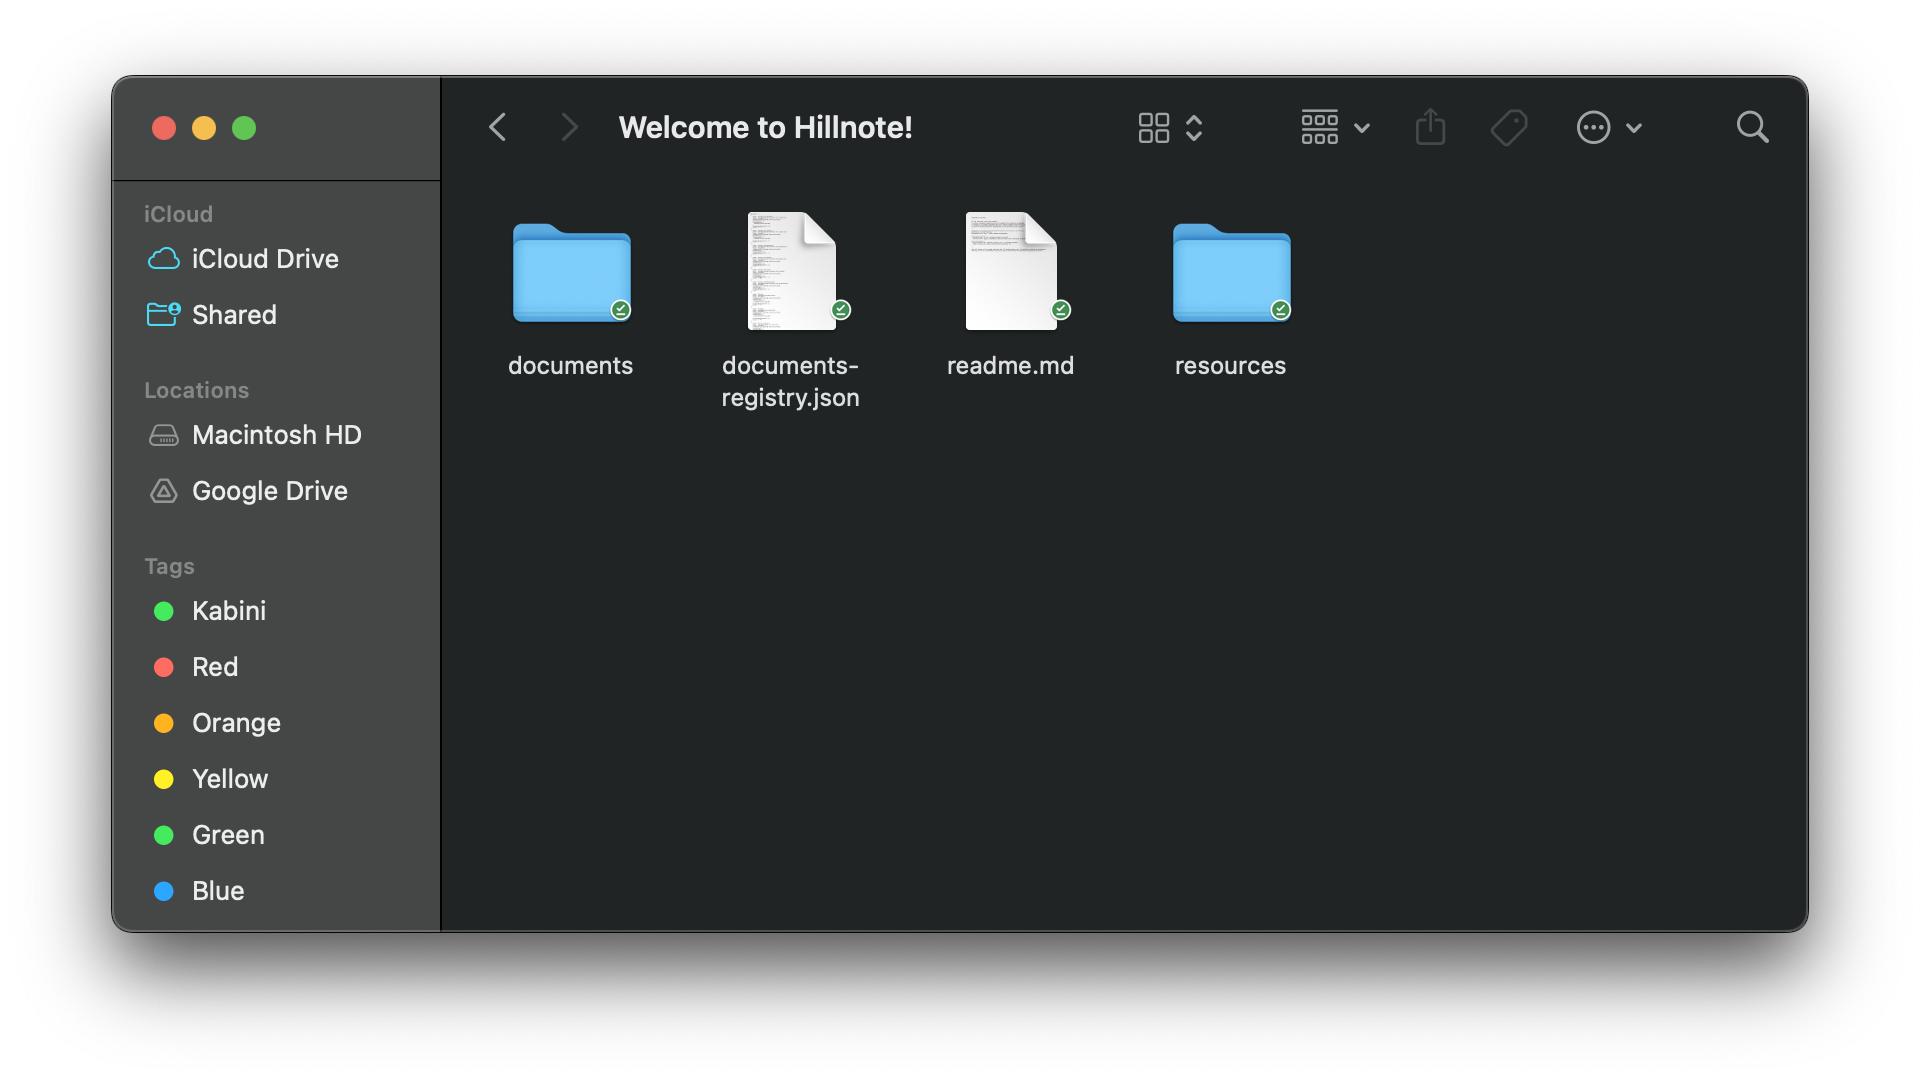 Welcome to Hillnote!
iCloud
iCloud Drive
Shared
Locations
Macintosh HD
Google Drive
Tags
Kabini
Red
Orange
Yellow
Green
Blue
documents
documents-
registry.json
readme.md
resources